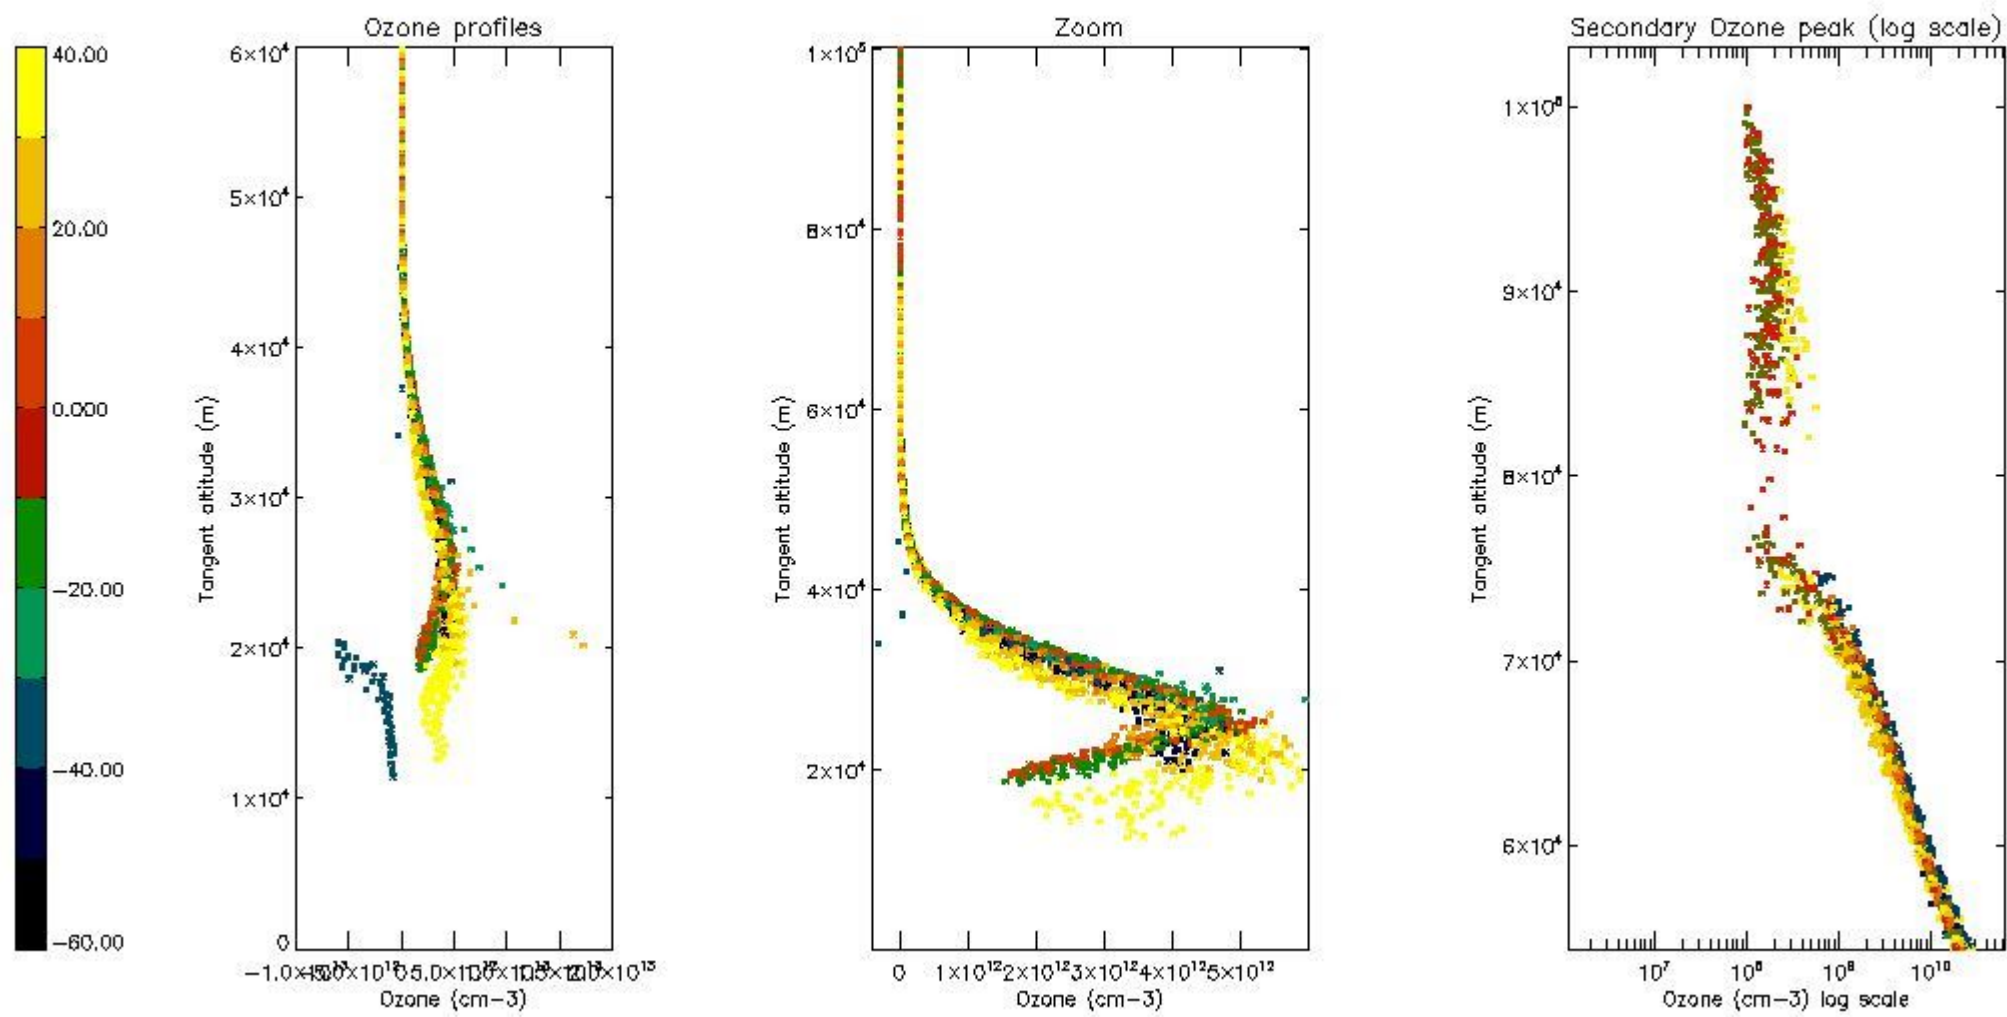 Ozone profiles
Zoom
Secondary Ozone peak (log scale)
40.00
20.00
0.000
−20.00
−40.00
−60.00
6×10⁴
5×10⁴
4×10⁴
3×10⁴
2×10⁴
1×10⁴
0
Tangent altitude (m)
Ozone (cm−3)
1×10⁵
8×10⁴
6×10⁴
4×10⁴
2×10⁴
Tangent altitude (m)
0 1×10¹² 2×10¹² 3×10¹² 4×10¹² 5×10¹²
Ozone (cm−3)
1×10⁵
9×10⁴
8×10⁴
7×10⁴
6×10⁴
Tangent altitude (m)
10⁷ 10⁸ 10⁹ 10¹⁰
Ozone (cm−3) log scale